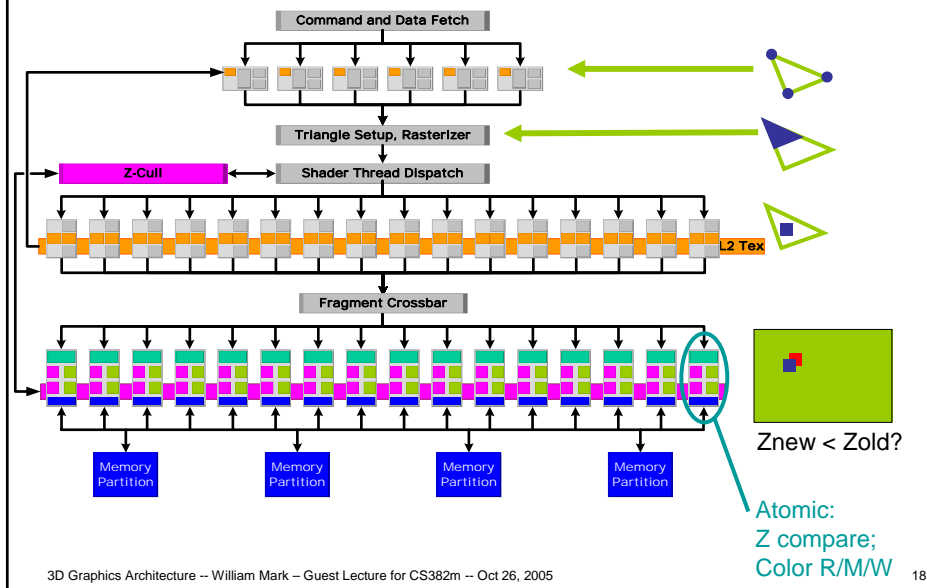 Command and Data Fetch
Triangle Setup, Rasterizer
Z-Cull
Shader Thread Dispatch
L2 Tex
Fragment Crossbar
Znew < Zold?
Memory Partition
Memory Partition
Memory Partition
Memory Partition
Atomic:
Z compare;
Color R/M/W
3D Graphics Architecture -- William Mark – Guest Lecture for CS382m -- Oct 26, 2005
18